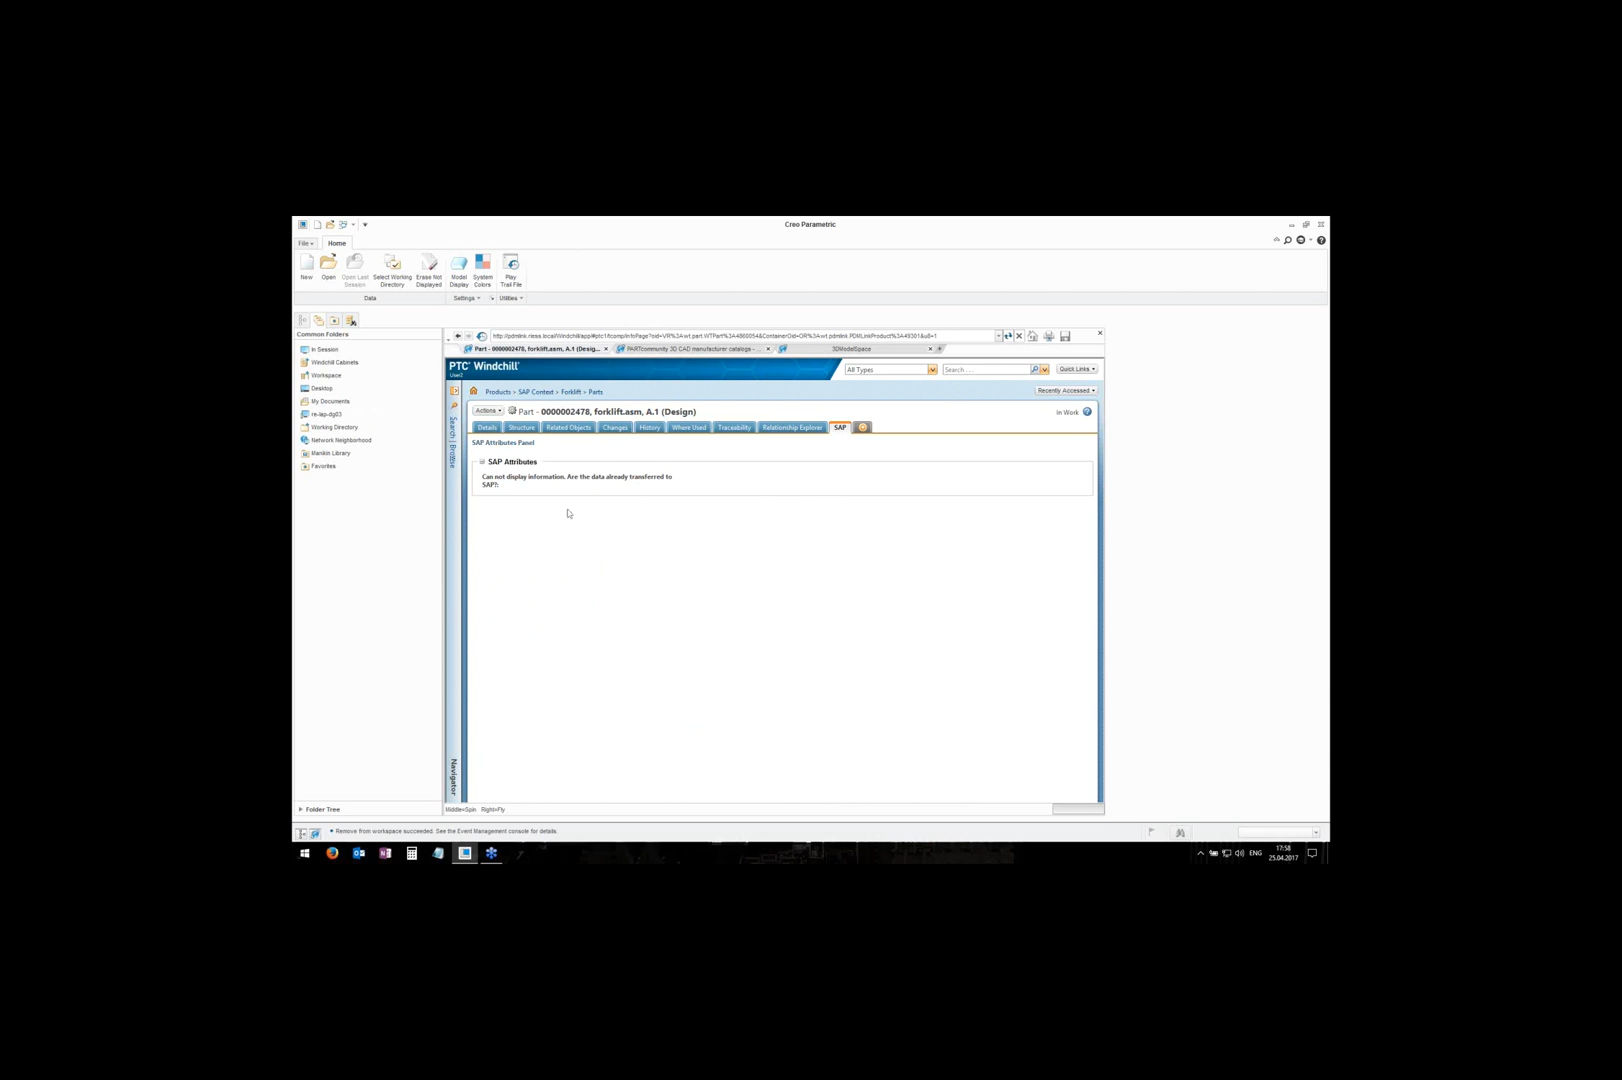 Creo Parametric
File
Home
New
Open
Open Last
Session
Select Working
Directory
Erase Not
Displayed
Model
Display
System
Colors
Play
Trail File
Data
Settings
Utilities
Common Folders
In Session
Windchill Cabinets
Workspace
Desktop
My Documents
re-lap-dg03
Working Directory
Network Neighborhood
Manikin Library
Favorites
Folder Tree
Part - 0000002478, forklift.asm, A.1 (Desig...
PARTcommunity 3D CAD manufacturer catalogs - ...
3DModelSpace
PTC Windchill
User2
All Types
Search . . .
Quick Links
Products > SAP Context > Forklift > Parts
Recently Accessed
Search | Browse
Navigator
Actions
Part - 0000002478, forklift.asm, A.1 (Design)
In Work
Details
Structure
Related Objects
Changes
History
Where Used
Traceability
Relationship Explorer
SAP
SAP Attributes Panel
SAP Attributes
Can not display information. Are the data already transferred to
SAP?:
Middle=Spin Right=Fly
Remove from workspace succeeded. See the Event Management console for details.
ENG
17:58
25.04.2017